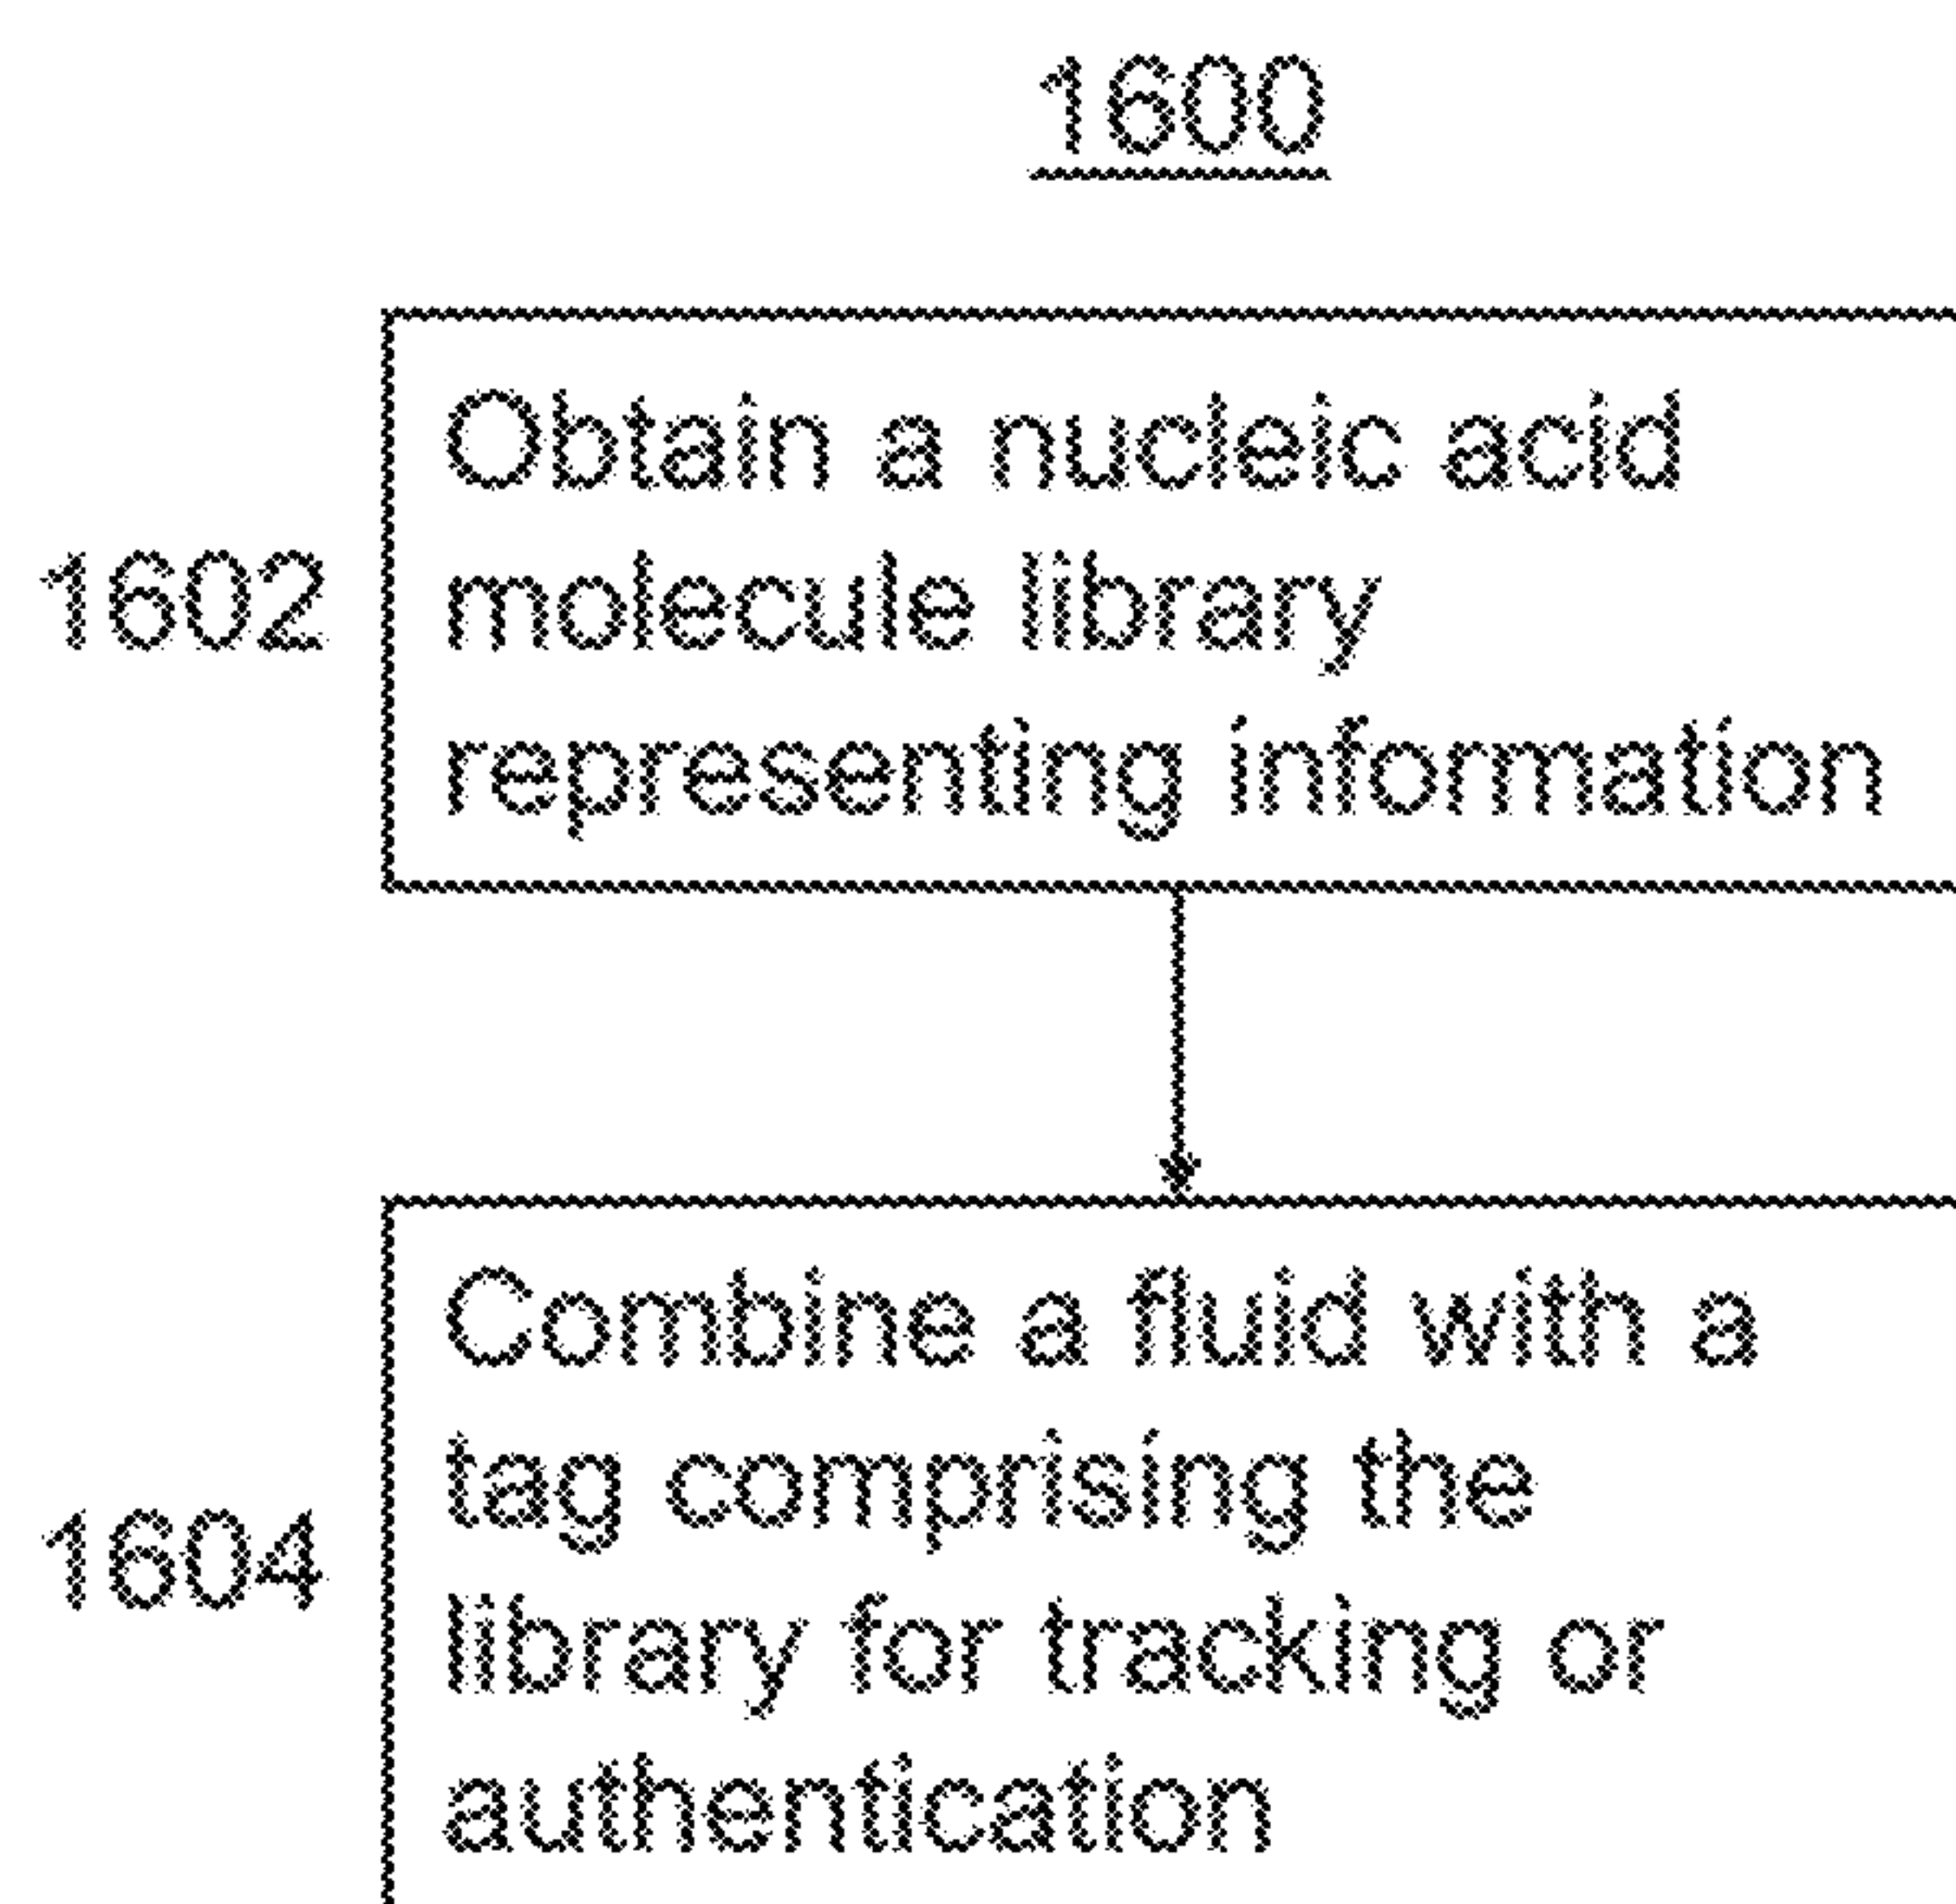 1600
Obtain a nucleic acid
molecule library
representing information
1602
Combine a fluid with a
tag comprising the
library for tracking or
authentication
1604